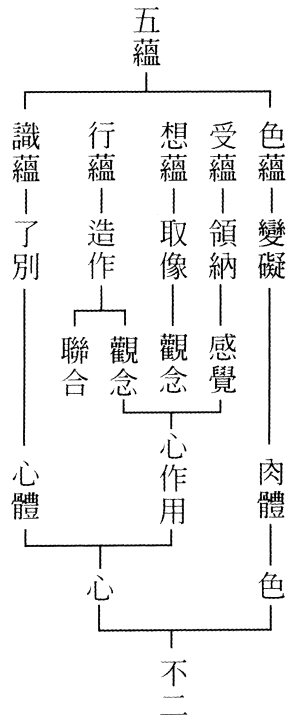 五蘊
色蘊
變礙
肉體
色
受蘊
領納
感覺
想蘊
取像
觀念
行蘊
造作
觀念
聯合
心作用
識蘊
了別
心體
心
不二